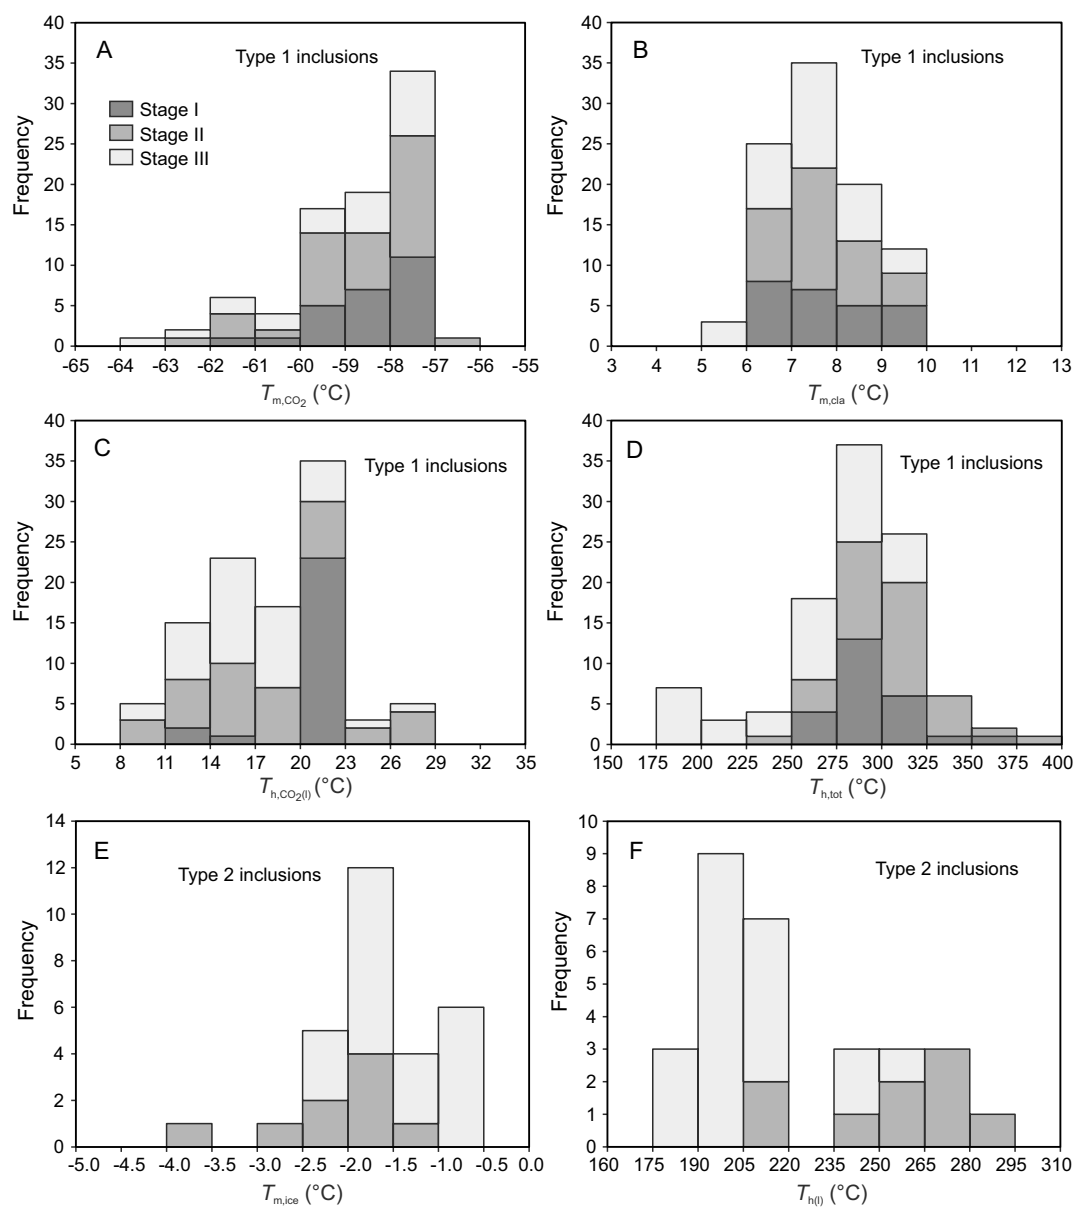 A
Type 1 inclusions
Stage I
Stage II
Stage III
Frequency
40
35
30
25
20
15
10
5
0
-65 -64 -63 -62 -61 -60 -59 -58 -57 -56 -55
Tm,CO2 (°C)
B
Type 1 inclusions
Frequency
40
35
30
25
20
15
10
5
0
3 4 5 6 7 8 9 10 11 12 13
Tm,cla (°C)
C
Type 1 inclusions
Frequency
40
35
30
25
20
15
10
5
0
5 8 11 14 17 20 23 26 29 32 35
Th,CO2(l) (°C)
D
Type 1 inclusions
Frequency
40
35
30
25
20
15
10
5
0
150 175 200 225 250 275 300 325 350 375 400
Th,tot (°C)
E
Type 2 inclusions
Frequency
14
12
10
8
6
4
2
0
-5.0 -4.5 -4.0 -3.5 -3.0 -2.5 -2.0 -1.5 -1.0 -0.5 0.0
Tm,ice (°C)
F
Type 2 inclusions
Frequency
10
9
8
7
6
5
4
3
2
1
0
160 175 190 205 220 235 250 265 280 295 310
Th(l) (°C)